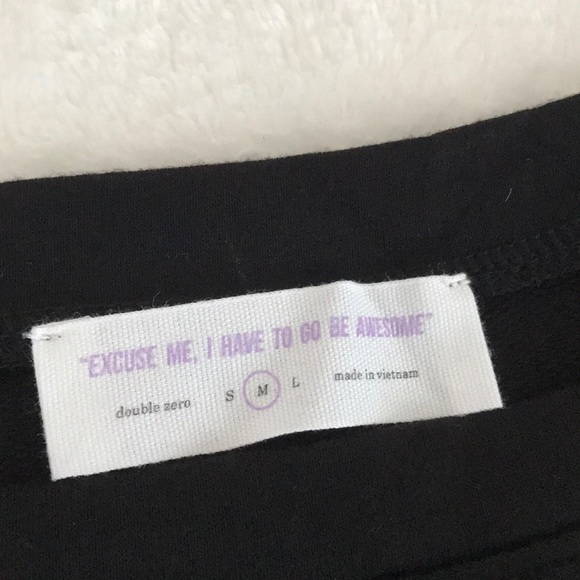 "EXCUSE ME, I HAVE TO GO BE AWESOME"
double zero S M L made in vietnam